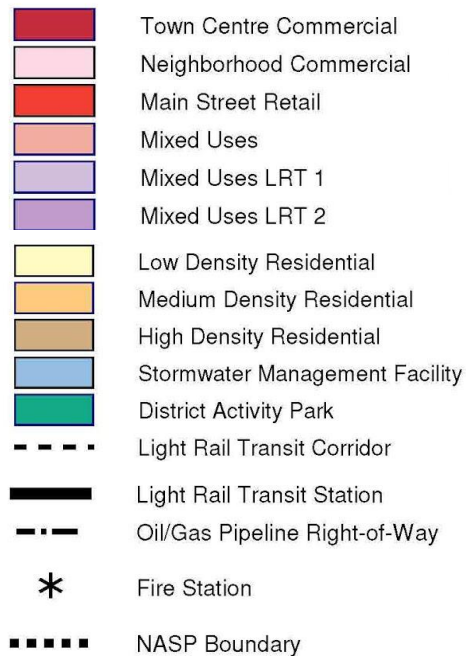 Town Centre Commercial
Neighborhood Commercial
Main Street Retail
Mixed Uses
Mixed Uses LRT 1
Mixed Uses LRT 2
Low Density Residential
Medium Density Residential
High Density Residential
Stormwater Management Facility
District Activity Park
Light Rail Transit Corridor
Light Rail Transit Station
Oil/Gas Pipeline Right-of-Way
Fire Station
NASP Boundary